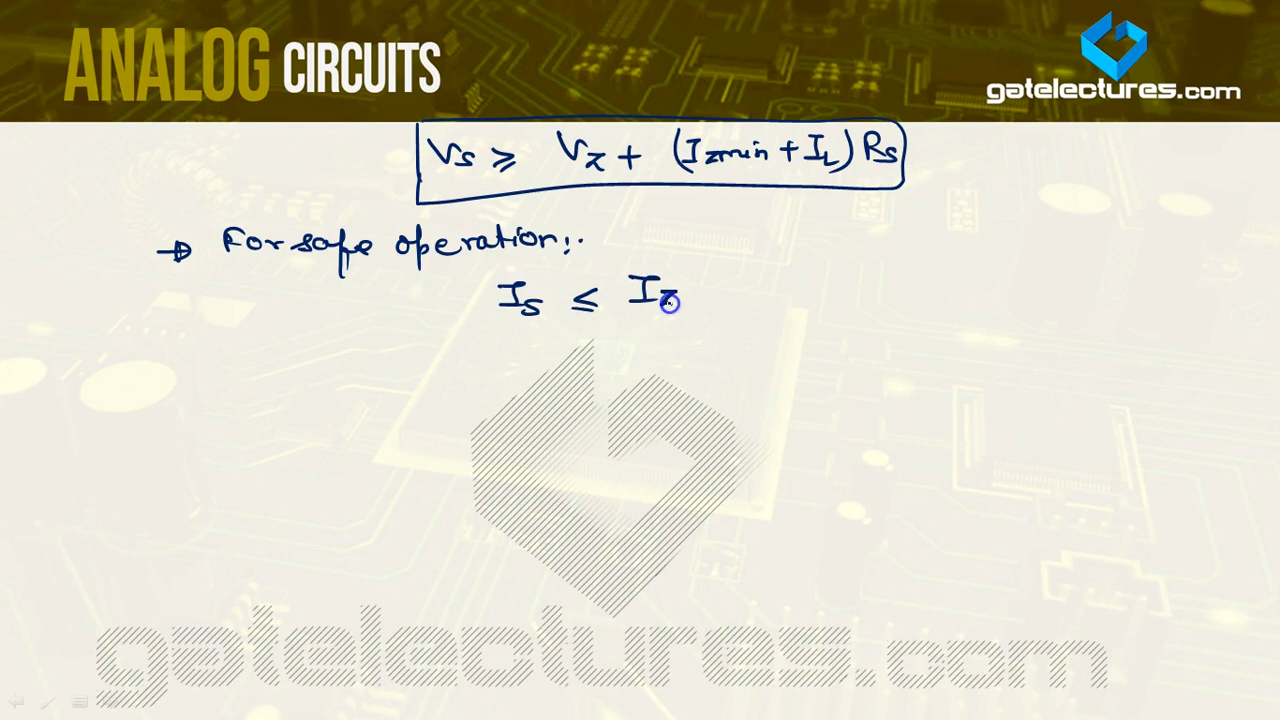 ANALOG CIRCUITS
gatelectures.com
Vs ≥ Vz + (Izmin + IL) Rs
→ For safe operation:.
Is ≤ Iz
gatelectures.com